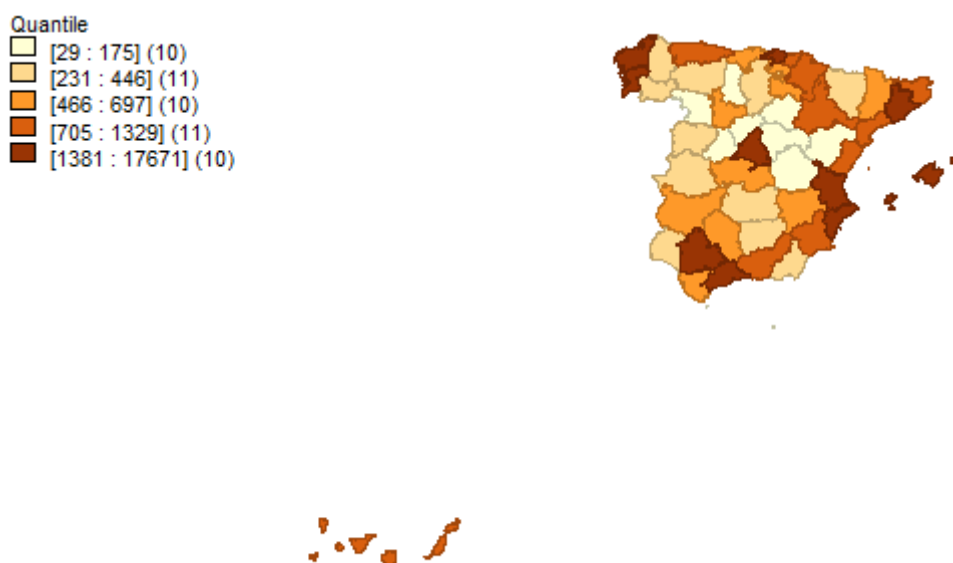 Quantile
[29 : 175] (10)
[231 : 446] (11)
[466 : 697] (10)
[705 : 1329] (11)
[1381 : 17671] (10)